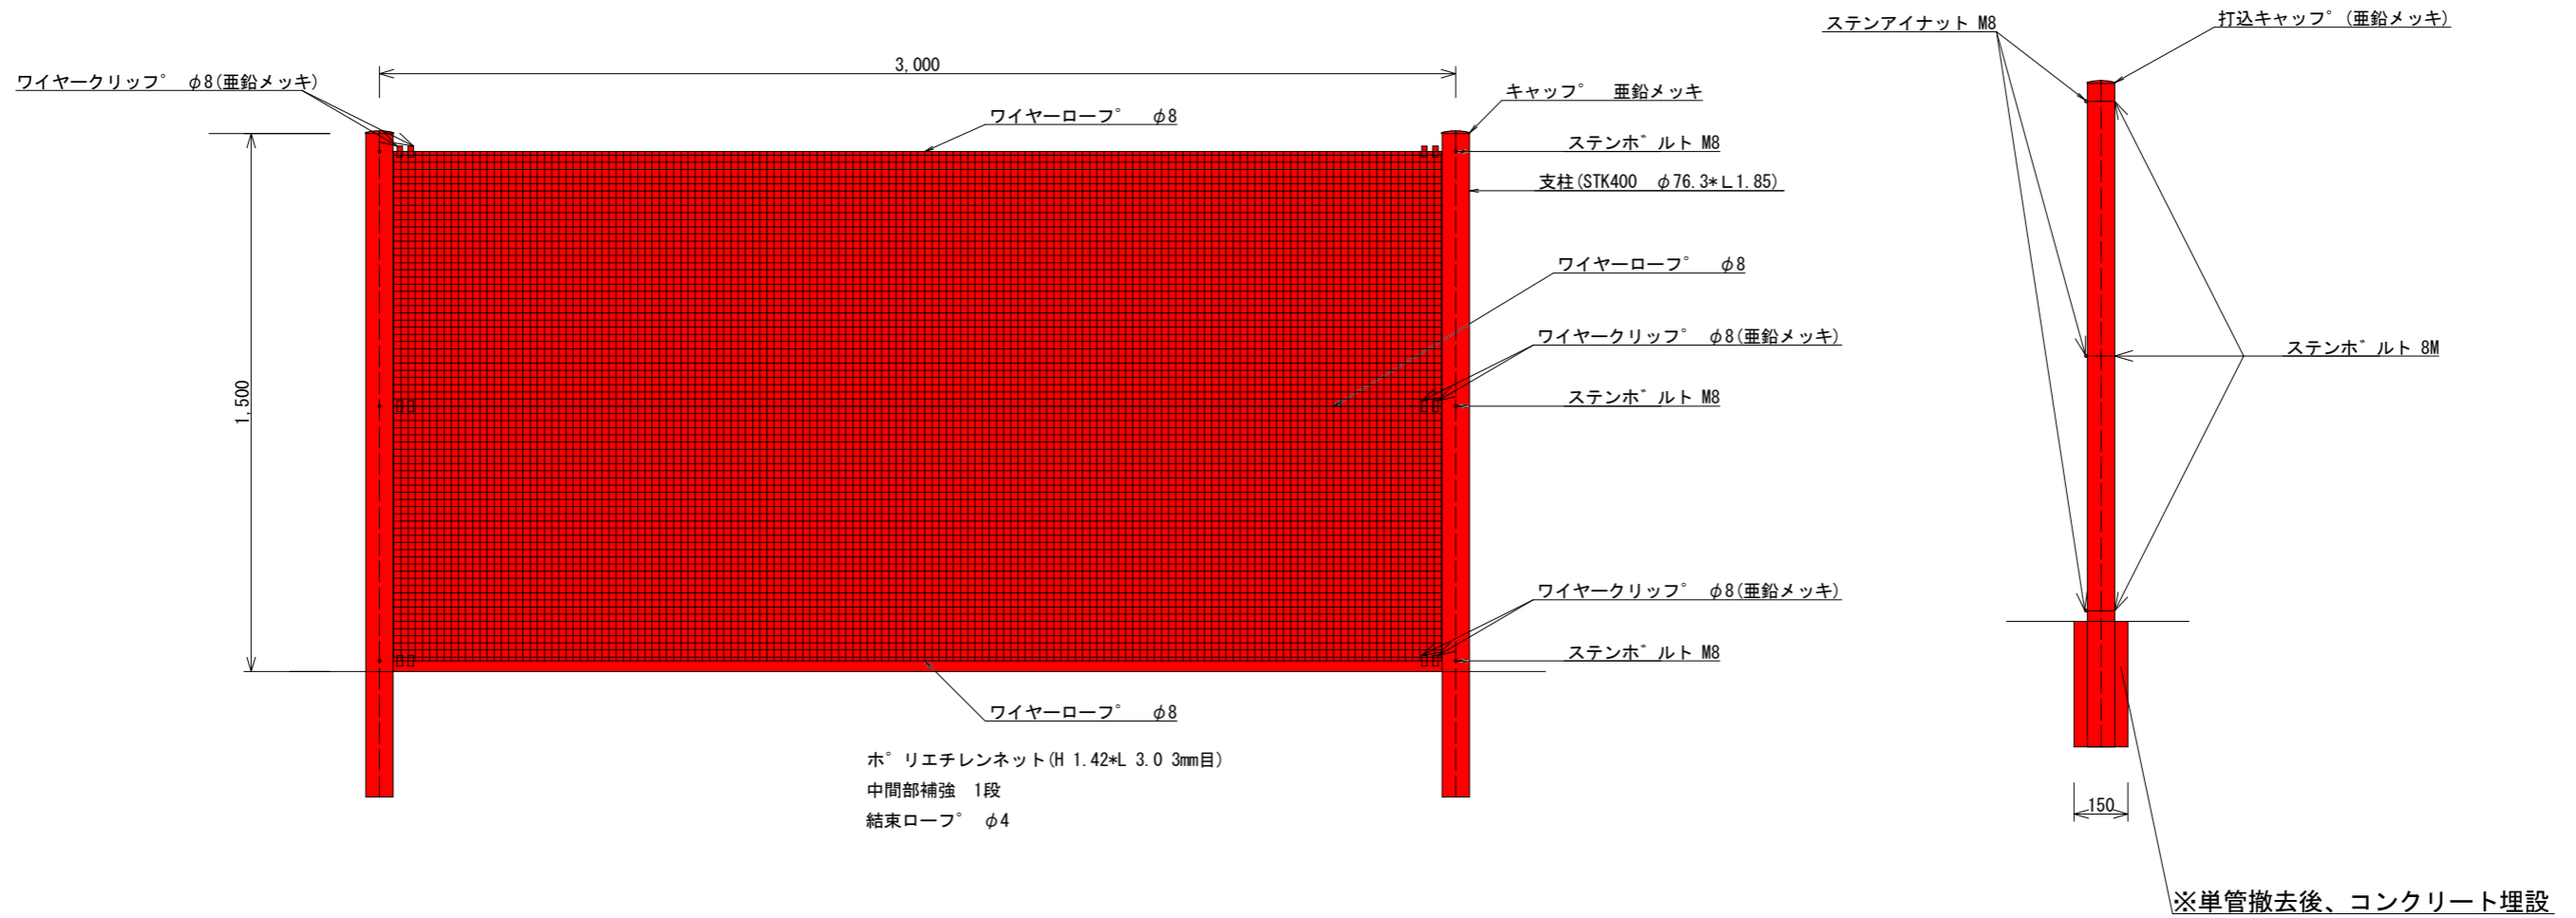 ワイヤークリップ φ8(亜鉛メッキ)
3,000
ワイヤーロープ φ8
キャップ 亜鉛メッキ
ステンボルト M8
支柱(STK400 φ76.3*L1.85)
ワイヤーロープ φ8
ワイヤークリップ φ8(亜鉛メッキ)
ステンボルト M8
1,500
ワイヤークリップ φ8(亜鉛メッキ)
ステンボルト M8
ワイヤーロープ φ8
ポリエチレンネット(H 1.42*L 3.0 3mm目)
中間部補強 1段
結束ロープ φ4
ステンアイナット M8
打込キャップ(亜鉛メッキ)
ステンボルト 8M
150
※単管撤去後、コンクリート埋設